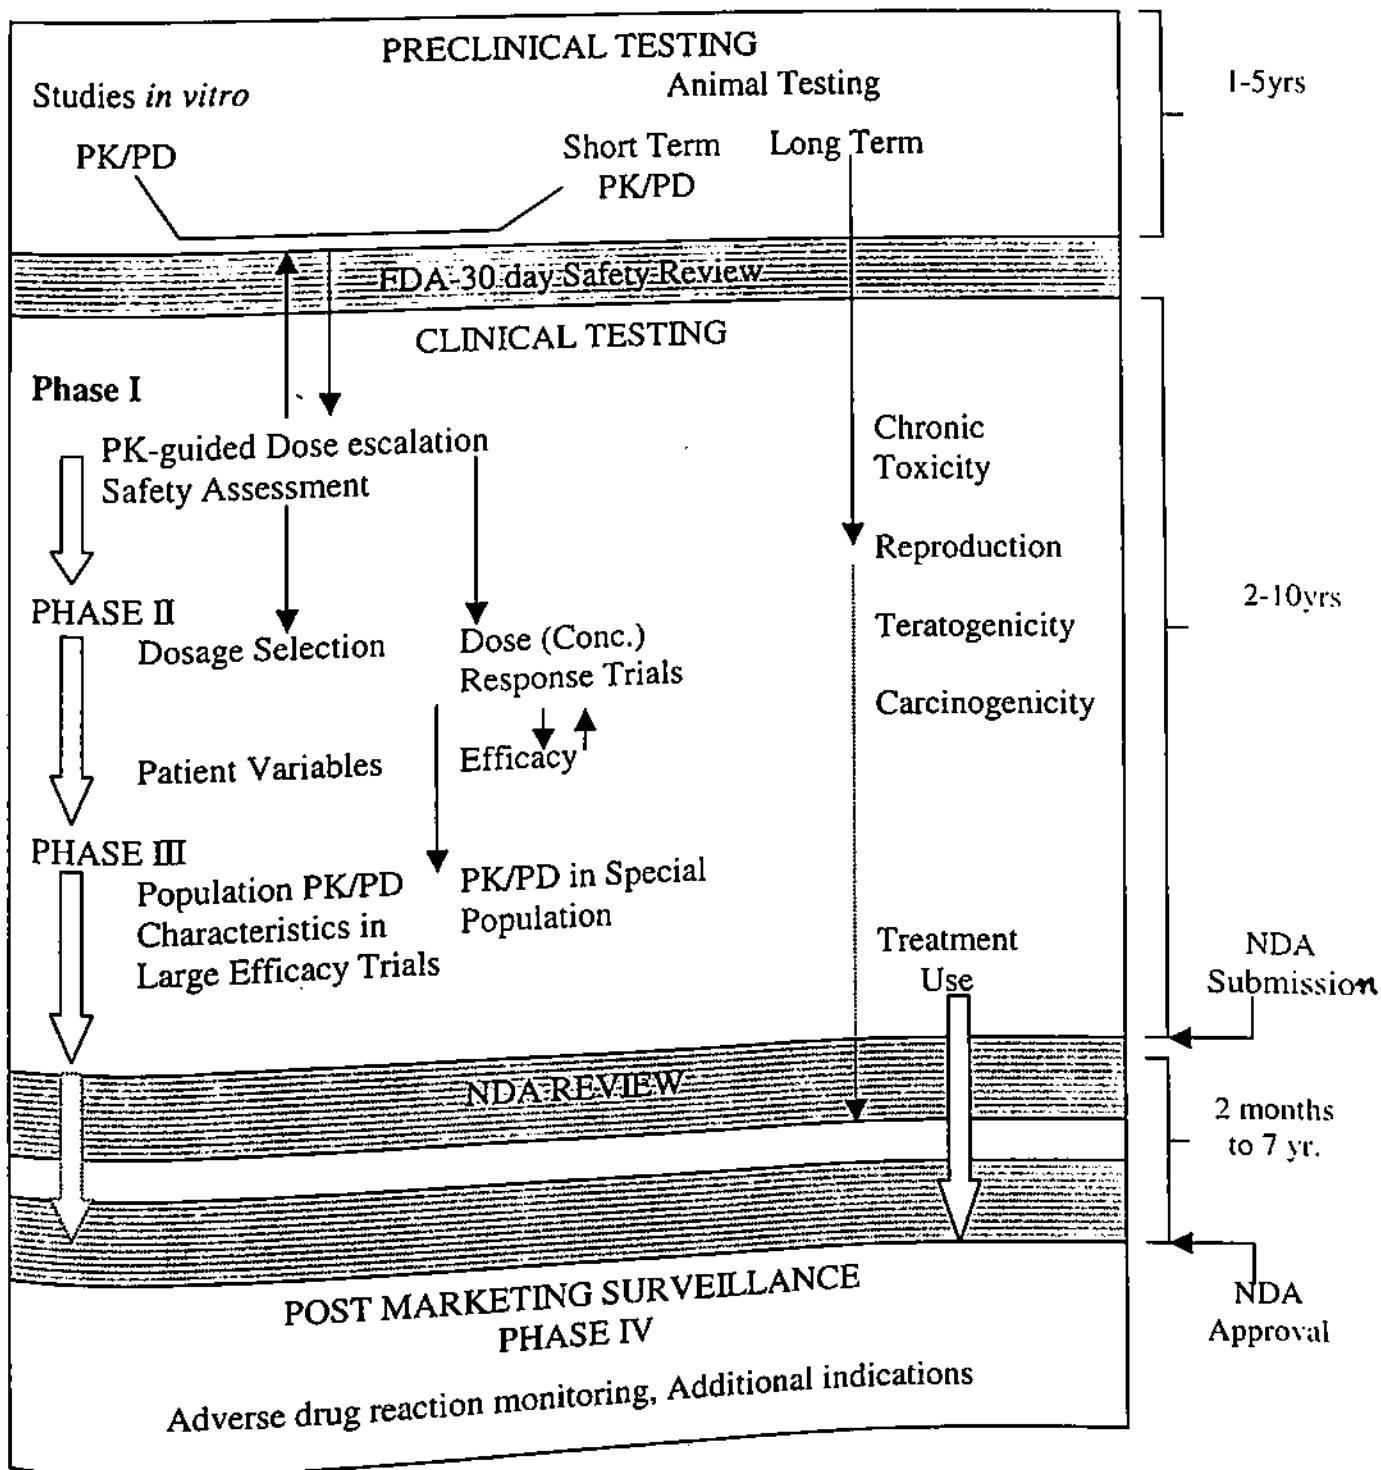 PRECLINICAL TESTING
Studies in vitro
Animal Testing
PK/PD
Short Term
PK/PD
Long Term
1-5yrs
FDA-30 day Safety Review
CLINICAL TESTING
Phase I
PK-guided Dose escalation
Safety Assessment
Chronic
Toxicity
Reproduction
Teratogenicity
Carcinogenicity
2-10yrs
PHASE II
Dosage Selection
Dose (Conc.)
Response Trials
Patient Variables
Efficacy
PHASE III
Population PK/PD
Characteristics in
Large Efficacy Trials
PK/PD in Special
Population
Treatment
Use
NDA
Submission
NDA REVIEW
2 months
to 7 yr.
NDA
Approval
POST MARKETING SURVEILLANCE
PHASE IV
Adverse drug reaction monitoring, Additional indications